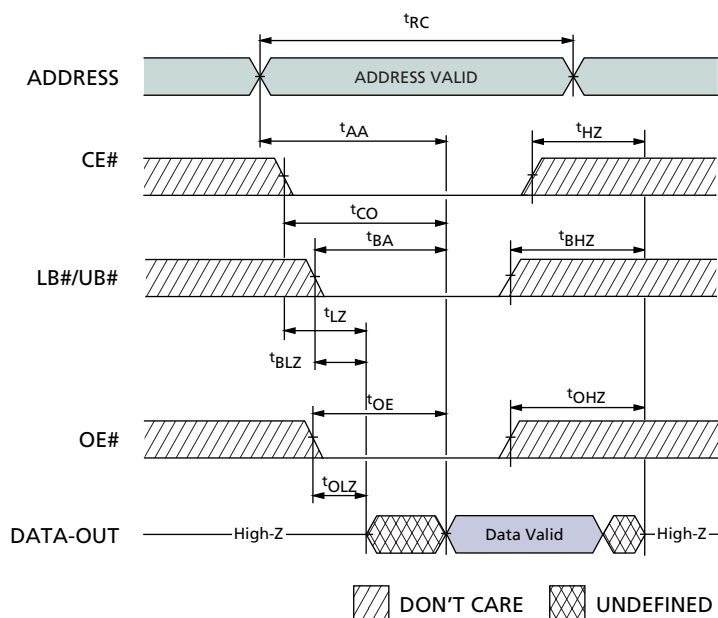 tRC
ADDRESS
ADDRESS VALID
tAA
tHZ
CE#
tCO
tBA
tBHZ
LB#/UB#
tLZ
tBLZ
tOE
tOHZ
OE#
tOLZ
DATA-OUT
High-Z
Data Valid
High-Z
DON'T CARE
UNDEFINED